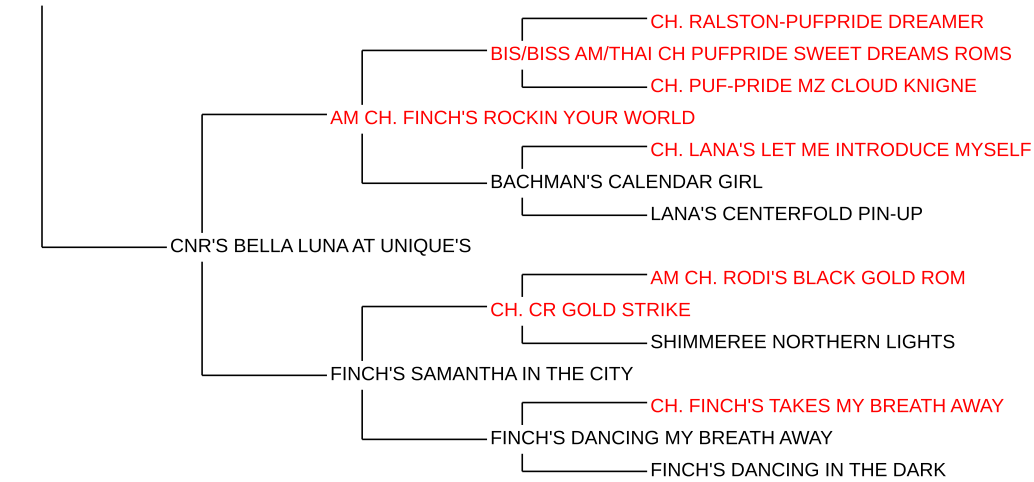 CH. RALSTON-PUFPRIDE DREAMER
BIS/BISS AM/THAI CH PUFPRIDE SWEET DREAMS ROMS
CH. PUF-PRIDE MZ CLOUD KNIGNE
AM CH. FINCH'S ROCKIN YOUR WORLD
CH. LANA'S LET ME INTRODUCE MYSELF
BACHMAN'S CALENDAR GIRL
LANA'S CENTERFOLD PIN-UP
CNR'S BELLA LUNA AT UNIQUE'S
AM CH. RODI'S BLACK GOLD ROM
CH. CR GOLD STRIKE
SHIMMEREE NORTHERN LIGHTS
FINCH'S SAMANTHA IN THE CITY
CH. FINCH'S TAKES MY BREATH AWAY
FINCH'S DANCING MY BREATH AWAY
FINCH'S DANCING IN THE DARK